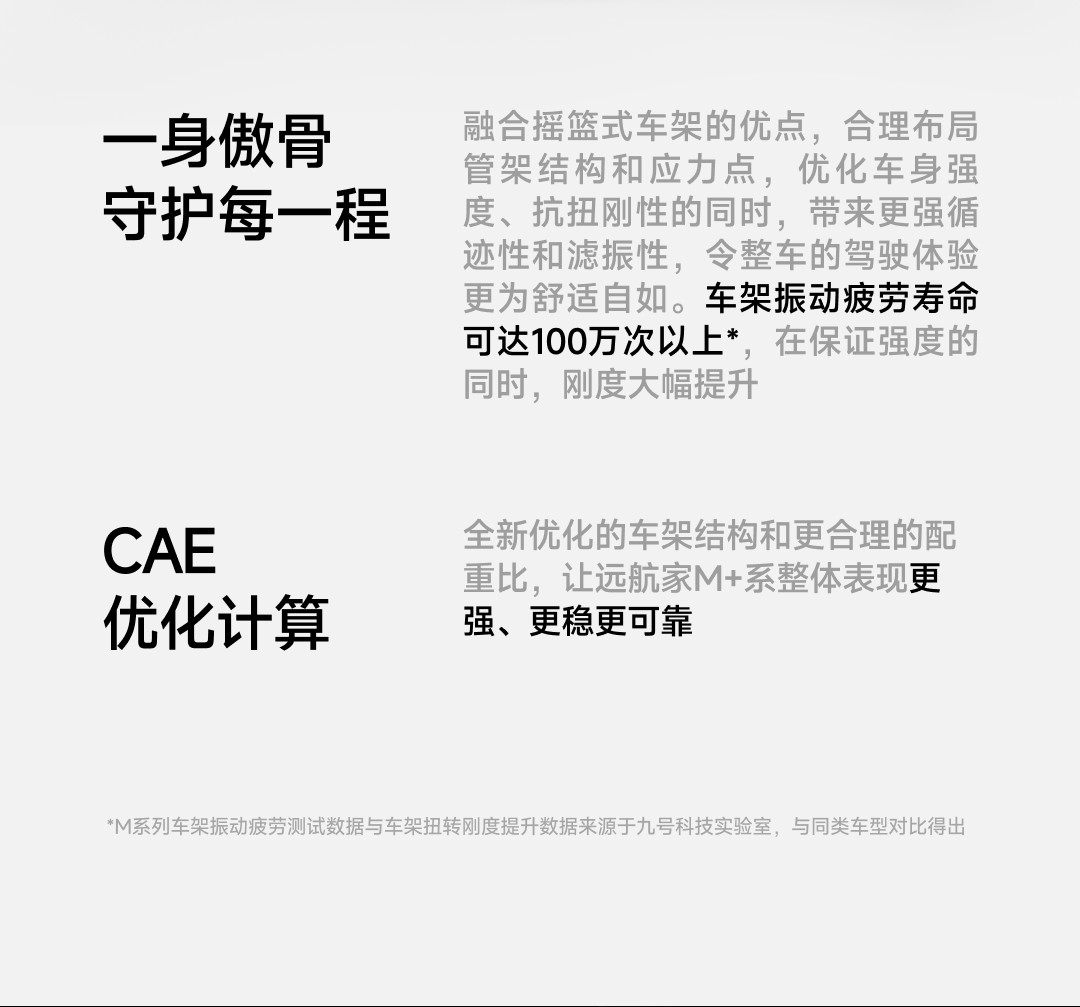 一身傲骨
守护每一程
融合摇篮式车架的优点，合理布局
管架结构和应力点，优化车身强
度、抗扭刚性的同时，带来更强循
迹性和滤振性，令整车的驾驶体验
更为舒适自如。车架振动疲劳寿命
可达100万次以上*，在保证强度的
同时，刚度大幅提升
CAE
优化计算
全新优化的车架结构和更合理的配
重比，让远航家M+系整体表现更
强、更稳更可靠
*M系列车架振动疲劳测试数据与车架扭转刚度提升数据来源于九号科技实验室，与同类车型对比得出